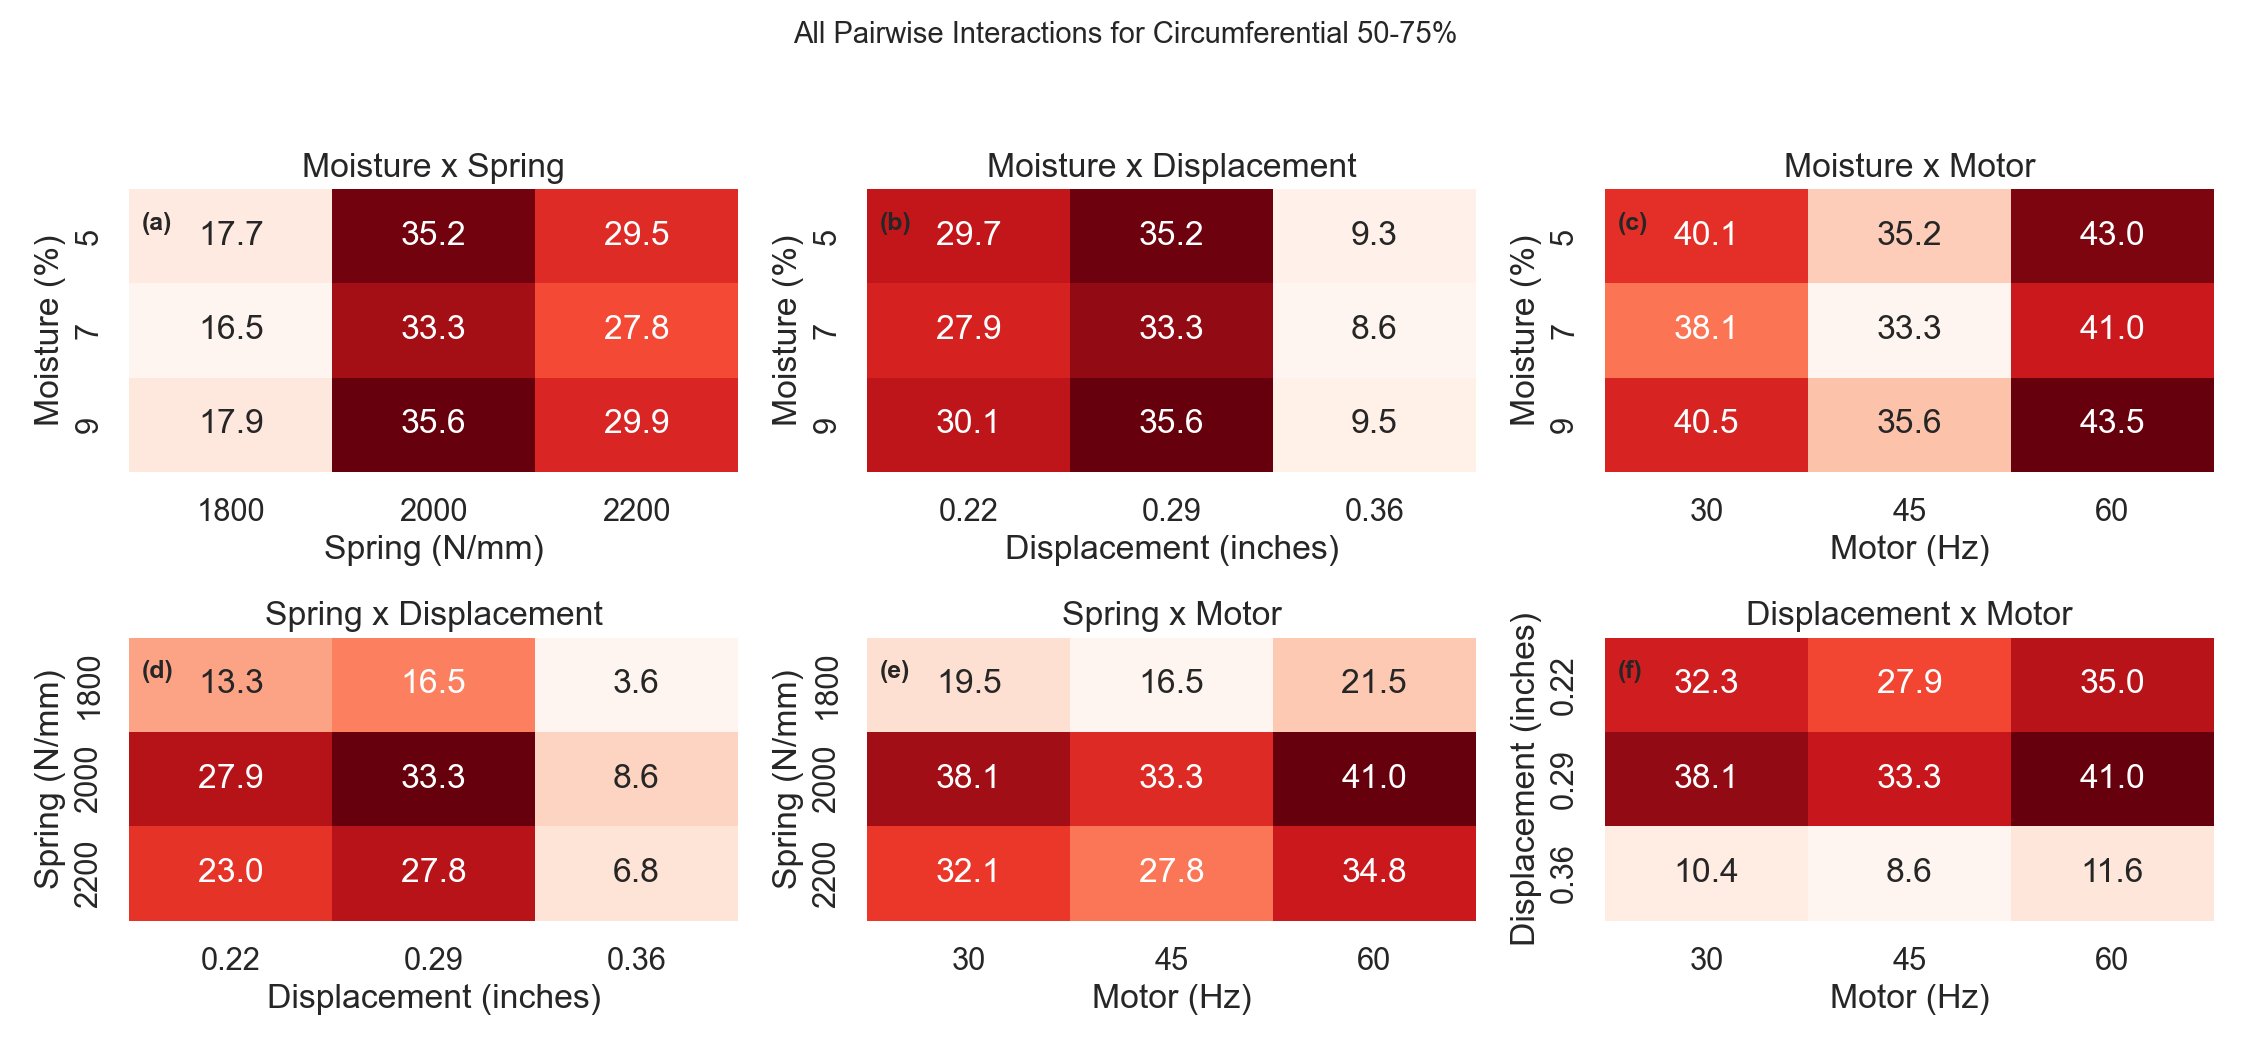 All Pairwise Interactions for Circumferential 50-75%
Moisture x Spring
(a)
Moisture (%)
5 17.7 35.2 29.5
7 16.5 33.3 27.8
9 17.9 35.6 29.9
1800 2000 2200
Spring (N/mm)
Moisture x Displacement
(b)
Moisture (%)
5 29.7 35.2 9.3
7 27.9 33.3 8.6
9 30.1 35.6 9.5
0.22 0.29 0.36
Displacement (inches)
Moisture x Motor
(c)
Moisture (%)
5 40.1 35.2 43.0
7 38.1 33.3 41.0
9 40.5 35.6 43.5
30 45 60
Motor (Hz)
Spring x Displacement
(d)
Spring (N/mm)
1800 13.3 16.5 3.6
2000 27.9 33.3 8.6
2200 23.0 27.8 6.8
0.22 0.29 0.36
Displacement (inches)
Spring x Motor
(e)
Spring (N/mm)
1800 19.5 16.5 21.5
2000 38.1 33.3 41.0
2200 32.1 27.8 34.8
30 45 60
Motor (Hz)
Displacement x Motor
(f)
Displacement (inches)
0.22 32.3 27.9 35.0
0.29 38.1 33.3 41.0
0.36 10.4 8.6 11.6
30 45 60
Motor (Hz)